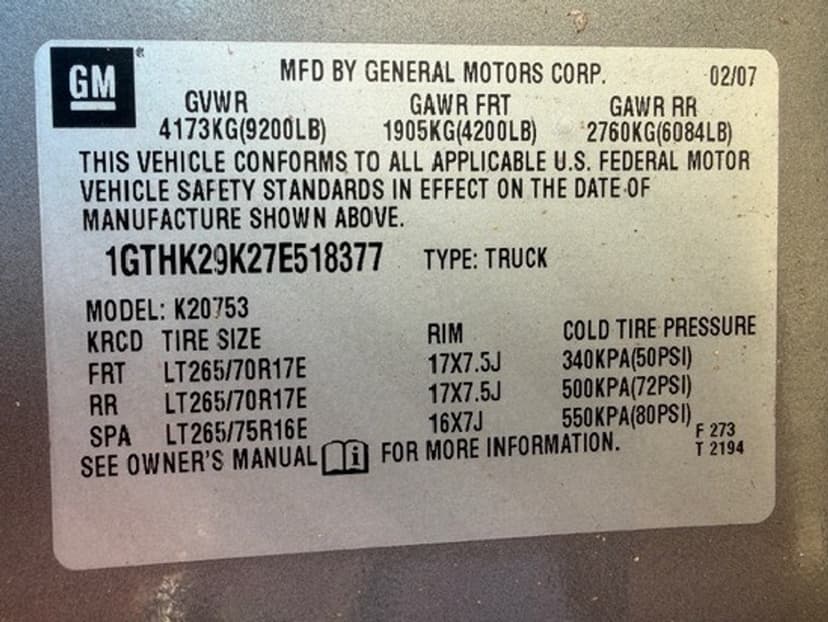 GM
MFD BY GENERAL MOTORS CORP. 02/07
GVWR GAWR FRT GAWR RR
4173KG(9200LB) 1905KG(4200LB) 2760KG(6084LB)
THIS VEHICLE CONFORMS TO ALL APPLICABLE U.S. FEDERAL MOTOR
VEHICLE SAFETY STANDARDS IN EFFECT ON THE DATE OF
MANUFACTURE SHOWN ABOVE.
1GTHK29K27E518377 TYPE: TRUCK
MODEL: K20753
KRCD TIRE SIZE RIM COLD TIRE PRESSURE
FRT LT265/70R17E 17X7.5J 340KPA(50PSI)
RR LT265/70R17E 17X7.5J 500KPA(72PSI)
SPA LT265/75R16E 16X7J 550KPA(80PSI)
F 273
SEE OWNER'S MANUAL i FOR MORE INFORMATION. T 2194